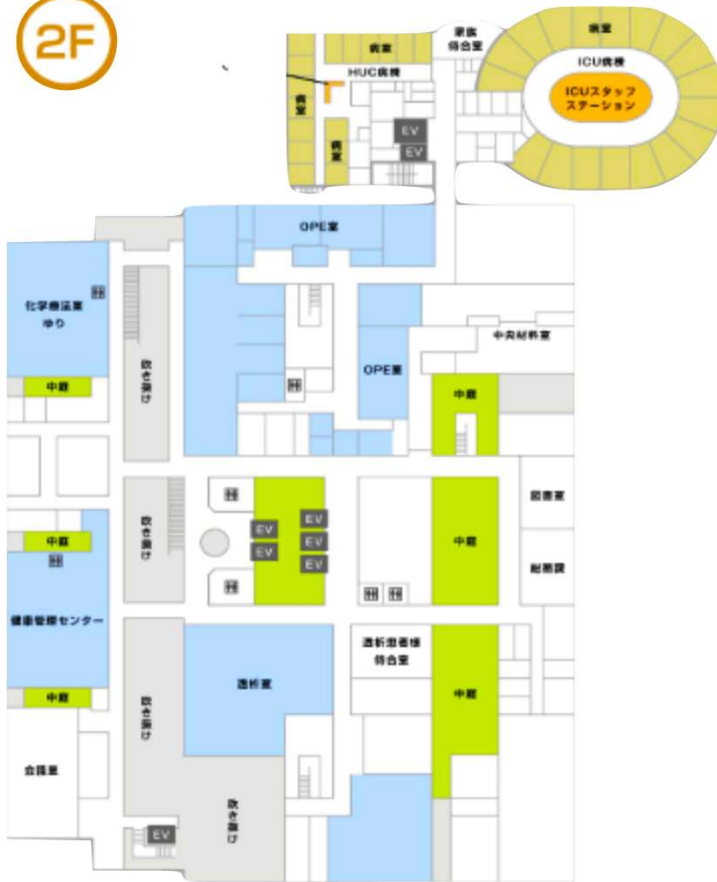 2F
病室
家族
待合室
病室
HUC病棟
ICU病棟
ICUスタッフ
ステーション
病室
病室
EV
EV
OPE室
化学療法室
ゆり
中央材料室
吹き抜け
OPE室
中庭
中庭
図書室
吹き抜け
EV
EV
EV
EV
EV
中庭
中庭
総務課
健康管理センター
透析患者様
待合室
透析室
中庭
中庭
吹き抜け
会議室
吹き抜け
EV